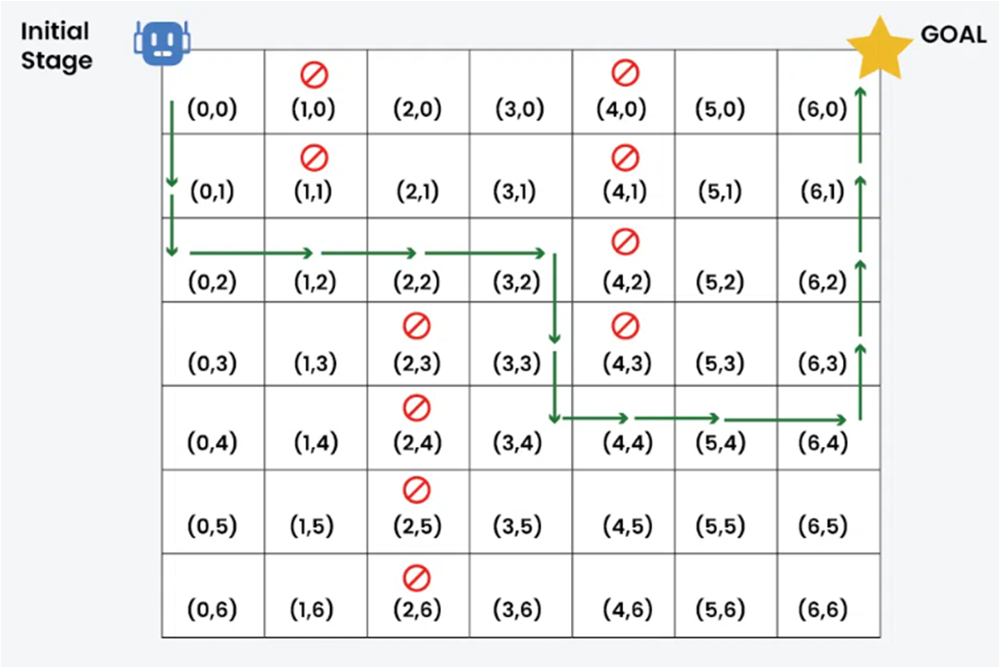 Initial
Stage
GOAL
(0,0) (1,0) (2,0) (3,0) (4,0) (5,0) (6,0)
(0,1) (1,1) (2,1) (3,1) (4,1) (5,1) (6,1)
(0,2) (1,2) (2,2) (3,2) (4,2) (5,2) (6,2)
(0,3) (1,3) (2,3) (3,3) (4,3) (5,3) (6,3)
(0,4) (1,4) (2,4) (3,4) (4,4) (5,4) (6,4)
(0,5) (1,5) (2,5) (3,5) (4,5) (5,5) (6,5)
(0,6) (1,6) (2,6) (3,6) (4,6) (5,6) (6,6)